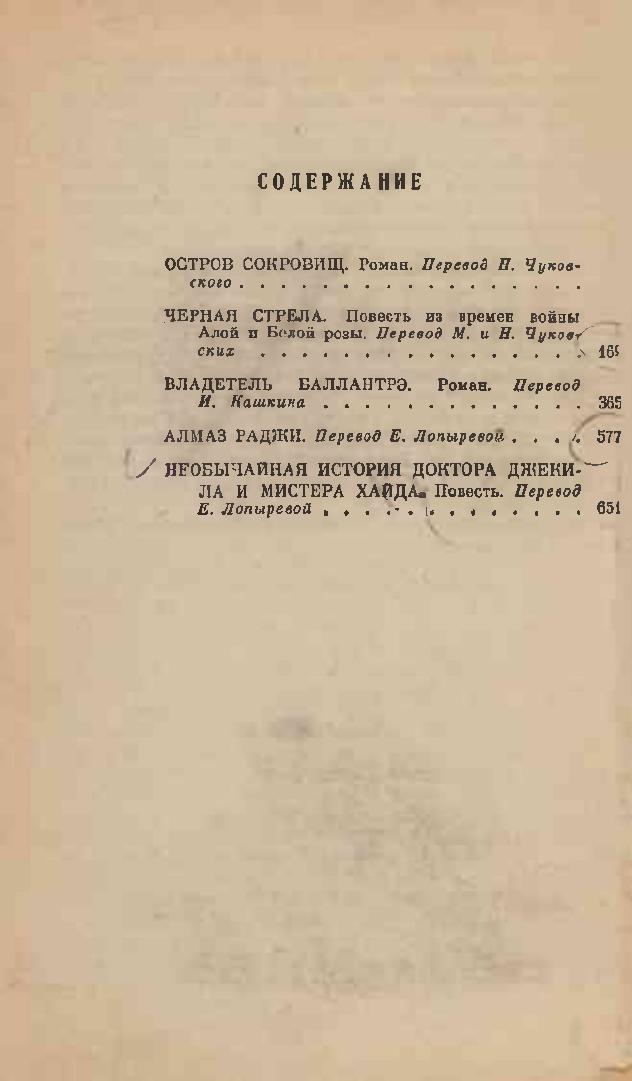 СОДЕРЖАНИЕ
ОСТРОВ СОКРОВИЩ. Роман. Перевод Н. Чуков-
ского . . . . . . . . . . . . . . . . . .
ЧЕРНАЯ СТРЕЛА. Повесть из времен войны
Алой и Белой розы. Перевод М. и Н. Чуков-
ских . . . . . . . . . . . . . . . .
ВЛАДЕТЕЛЬ БАЛЛАНТРЭ. Роман. Перевод
И. Кашкина . . . . . . . . . . . . . 365
АЛМАЗ РАДЖИ. Перевод Е. Лопыревой . . . . 577
НЕОБЫЧАЙНАЯ ИСТОРИЯ ДОКТОРА ДЖЕКИ-
ЛА И МИСТЕРА ХАЙДА. Повесть. Перевод
Е. Лопыревой . . . . . . . . . . . . . 651